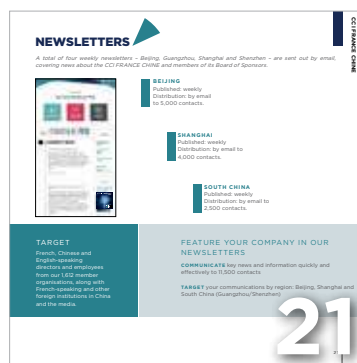 CCI FRANCE CHINE
NEWSLETTERS
A total of four weekly newsletters – Beijing, Guangzhou, Shanghai and Shenzhen – are sent out by email,
covering news about the CCI FRANCE CHINE and members of its Board of Sponsors.
BEIJING
Published: weekly
Distribution: by email
to 5,000 contacts.
SHANGHAI
Published: weekly
Distribution: by email to
4,000 contacts.
SOUTH CHINA
Published: weekly
Distribution: by email to
2,500 contacts.
TARGET
French, Chinese and
English-speaking
directors and employees
from our 1,612 member
organisations, along with
French-speaking and other
foreign institutions in China
and the media.
FEATURE YOUR COMPANY IN OUR
NEWSLETTERS
COMMUNICATE key news and information quickly and
effectively to 11,500 contacts
TARGET your communications by region: Beijing, Shanghai and
South China (Guangzhou/Shenzhen)
21